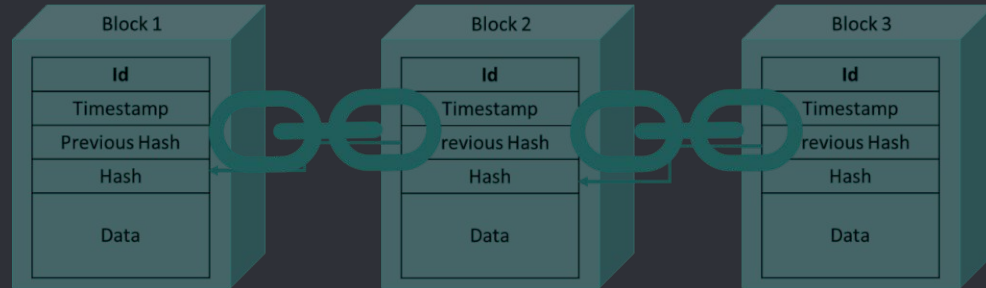 Block 1
Id
Timestamp
Previous Hash
Hash
Data
Block 2
Id
Timestamp
revious Hash
Hash
Data
Block 3
Id
Timestamp
revious Hash
Hash
Data